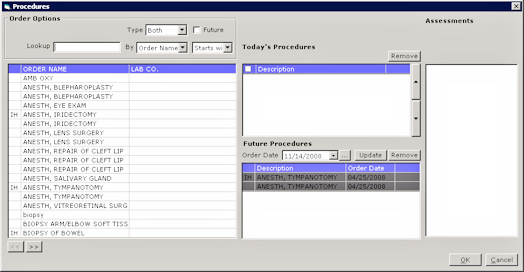 Procedures
Order Options
Type Both Future
Lookup By Order Name Starts wi
ORDER NAME LAB CO.
AMB OXY
ANESTH, BLEPHAROPLASTY
ANESTH, BLEPHAROPLASTY
ANESTH, EYE EXAM
IH ANESTH, IRIDECTOMY
ANESTH, IRIDECTOMY
ANESTH, LENS SURGERY
ANESTH, LENS SURGERY
ANESTH, REPAIR OF CLEFT LIP
ANESTH, REPAIR OF CLEFT LIP
ANESTH, REPAIR OF CLEFT LIP
ANESTH, SALIVARY GLAND
IH ANESTH, TYMPANOTOMY
ANESTH, TYMPANOTOMY
ANESTH, VITREORETINAL SURG
biopsy
BIOPSY ARM/ELBOW SOFT TISS
IH BIOPSY OF BOWEL
<< >>
Today's Procedures
Remove
Description
Future Procedures
Order Date 11/14/2008 ... Update Remove
Description Order Date
IH ANESTH, TYMPANOTOMY 04/25/2008
ANESTH, TYMPANOTOMY 04/25/2008
Assessments
OK Cancel